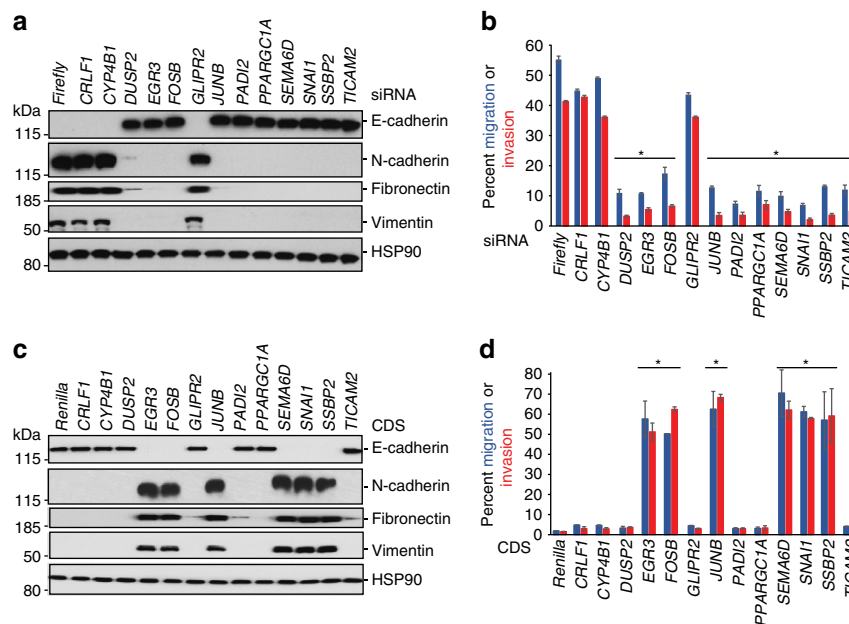 a
Firefly
CRLF1
CYP4B1
DUSP2
EGR3
FOSB
GLIPR2
JUNB
PADI2
PPARGC1A
SEMA6D
SNAI1
SSBP2
TICAM2
siRNA
kDa
115
E-cadherin
115
N-cadherin
185
Fibronectin
50
Vimentin
80
HSP90
b
Percent migration or
invasion
60
50
40
30
20
10
0
*
*
siRNA
Firefly
CRLF1
CYP4B1
DUSP2
EGR3
FOSB
GLIPR2
JUNB
PADI2
PPARGC1A
SEMA6D
SNAI1
SSBP2
TICAM2
c
Renilla
CRLF1
CYP4B1
DUSP2
EGR3
FOSB
GLIPR2
JUNB
PADI2
PPARGC1A
SEMA6D
SNAI1
SSBP2
TICAM2
CDS
kDa
115
E-cadherin
115
N-cadherin
185
Fibronectin
50
Vimentin
80
HSP90
d
Percent migration or
invasion
80
70
60
50
40
30
20
10
0
*
*
*
CDS
Renilla
CRLF1
CYP4B1
DUSP2
EGR3
FOSB
GLIPR2
JUNB
PADI2
PPARGC1A
SEMA6D
SNAI1
SSBP2
TICAM2